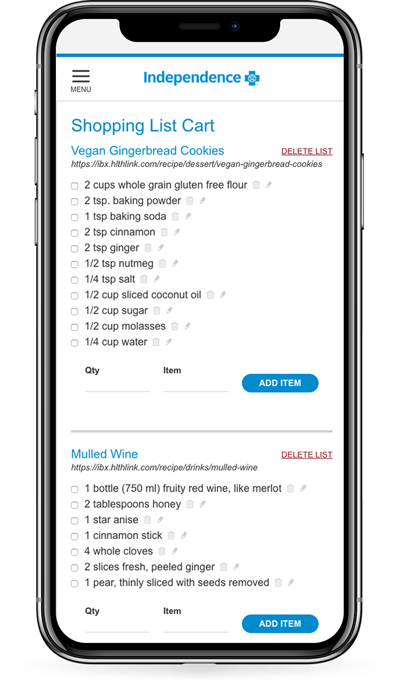 Independence
MENU
Shopping List Cart
Vegan Gingerbread Cookies DELETE LIST
https://ibx.hlthlink.com/recipe/dessert/vegan-gingerbread-cookies
2 cups whole grain gluten free flour
2 tsp. baking powder
1 tsp baking soda
2 tsp cinnamon
2 tsp ginger
1/2 tsp nutmeg
1/4 tsp salt
1/2 cup sliced coconut oil
1/2 cup sugar
1/2 cup molasses
1/4 cup water
Qty Item
ADD ITEM
Mulled Wine DELETE LIST
https://ibx.hlthlink.com/recipe/drinks/mulled-wine
1 bottle (750 ml) fruity red wine, like merlot
2 tablespoons honey
1 star anise
1 cinnamon stick
4 whole cloves
2 slices fresh, peeled ginger
1 pear, thinly sliced with seeds removed
Qty Item
ADD ITEM